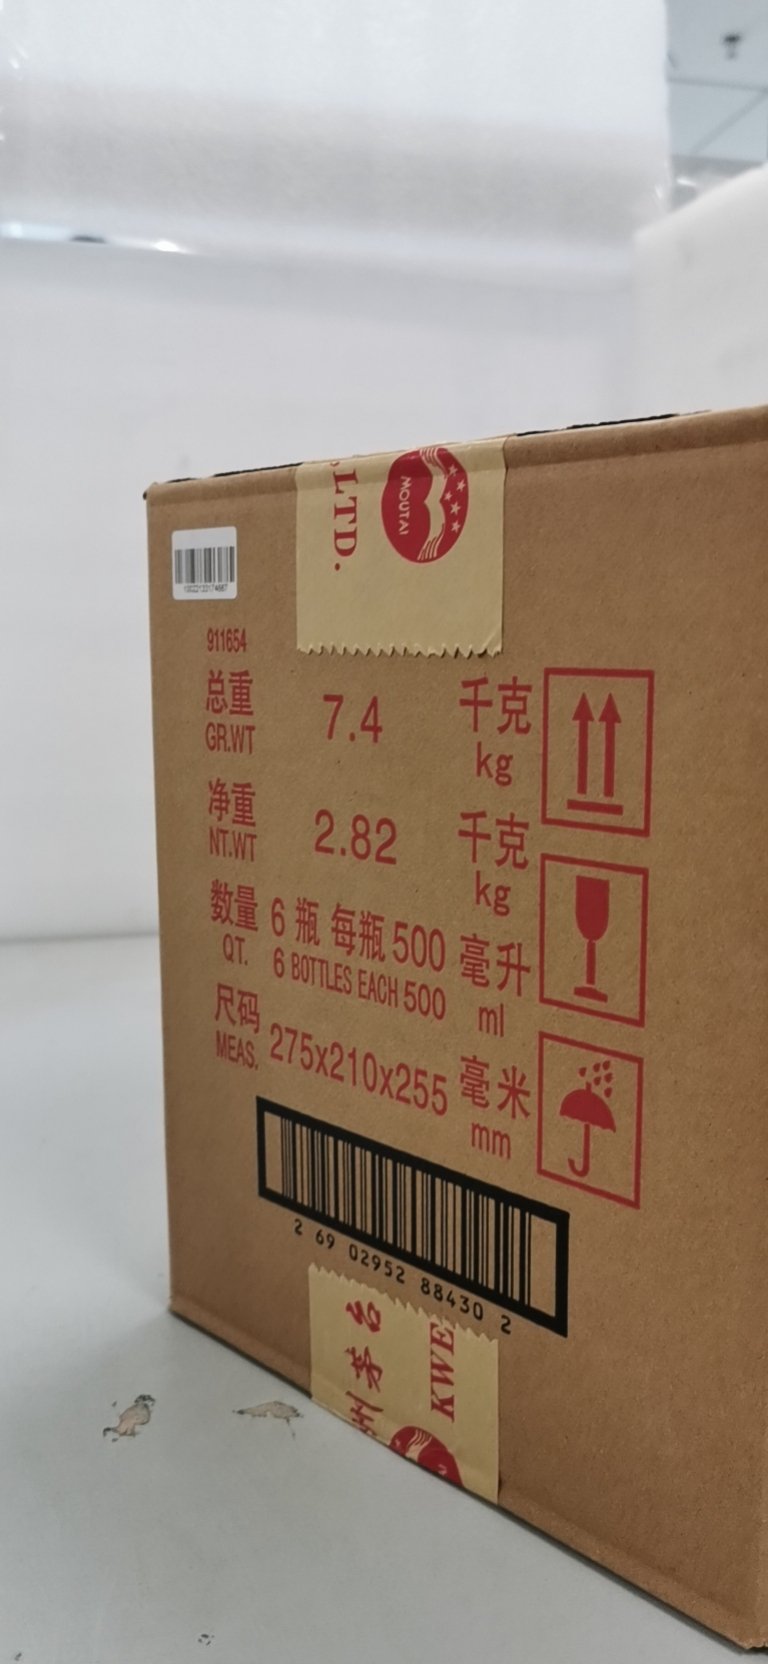 LTD.
MOUTAI
911654
总重 7.4 千克
GR.WT kg
净重 2.82 千克
NT.WT kg
数量 6 瓶 每瓶 500 毫升
QT. 6 BOTTLES EACH 500 ml
尺码 275x210x255 毫米
MEAS. mm
2 69 02952 88430 2
KWE